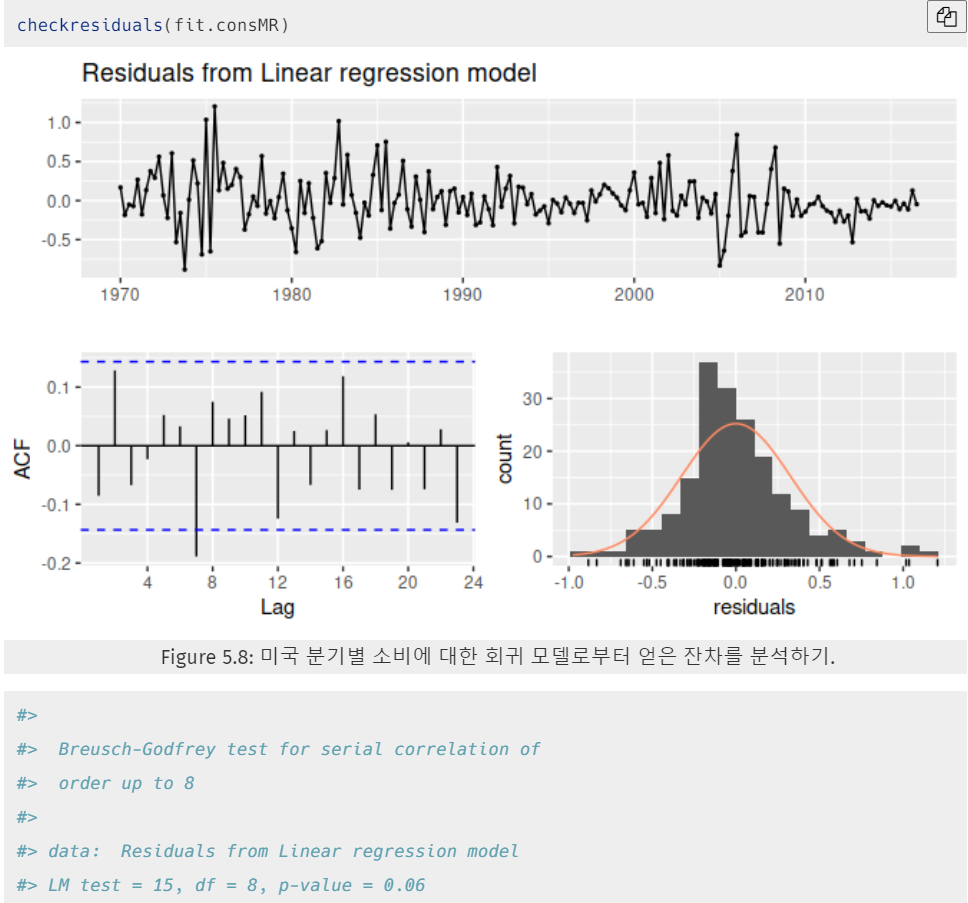 checkresiduals(fit.consMR)
Residuals from Linear regression model
1.0
0.5
0.0
-0.5
1970 1980 1990 2000 2010
0.1
0.0
-0.1
-0.2
ACF
4 8 12 16 20 24
Lag
30
20
10
0
count
-1.0 -0.5 0.0 0.5 1.0
residuals
Figure 5.8: 미국 분기별 소비에 대한 회귀 모델로부터 얻은 잔차를 분석하기.
#>
#>  Breusch-Godfrey test for serial correlation of
#>  order up to 8
#>
#> data:  Residuals from Linear regression model
#> LM test = 15, df = 8, p-value = 0.06